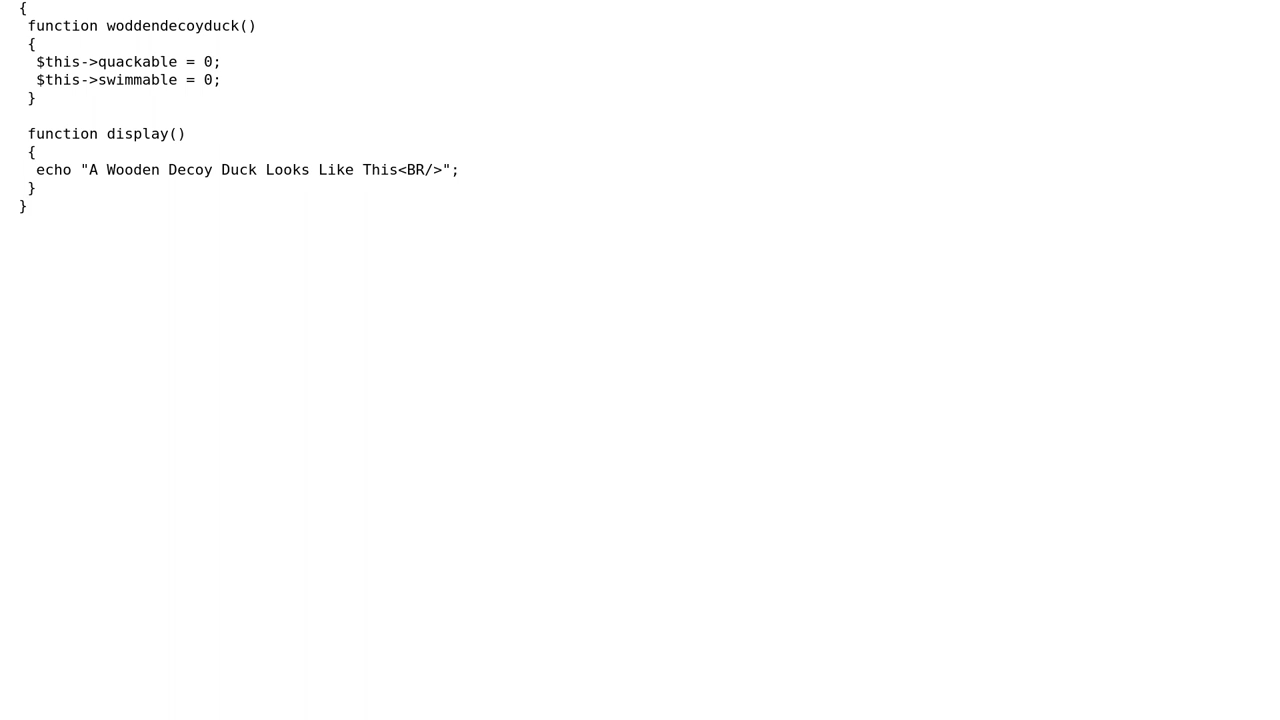 {
 function woddendecoyduck()
 {
  $this->quackable = 0;
  $this->swimmable = 0;
 }

 function display()
 {
  echo "A Wooden Decoy Duck Looks Like This<BR/>";
 }
}